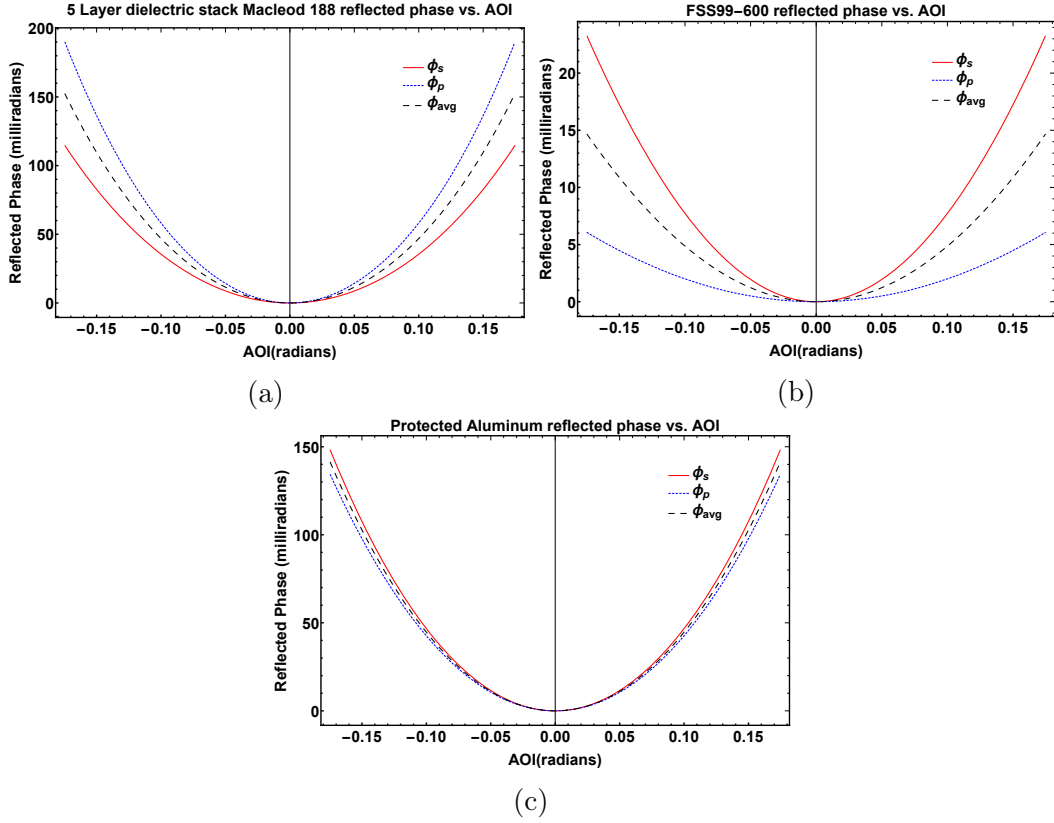 5 Layer dielectric stack Macleod 188 reflected phase vs. AOI
Reflected Phase (milliradians)
200
150
100
50
0
ϕs
ϕp
ϕavg
−0.15 −0.10 −0.05 0.00 0.05 0.10 0.15
AOI(radians)
(a)
FSS99−600 reflected phase vs. AOI
Reflected Phase (milliradians)
20
15
10
5
0
ϕs
ϕp
ϕavg
−0.15 −0.10 −0.05 0.00 0.05 0.10 0.15
AOI(radians)
(b)
Protected Aluminum reflected phase vs. AOI
Reflected Phase (milliradians)
150
100
50
0
ϕs
ϕp
ϕavg
−0.15 −0.10 −0.05 0.00 0.05 0.10 0.15
AOI(radians)
(c)